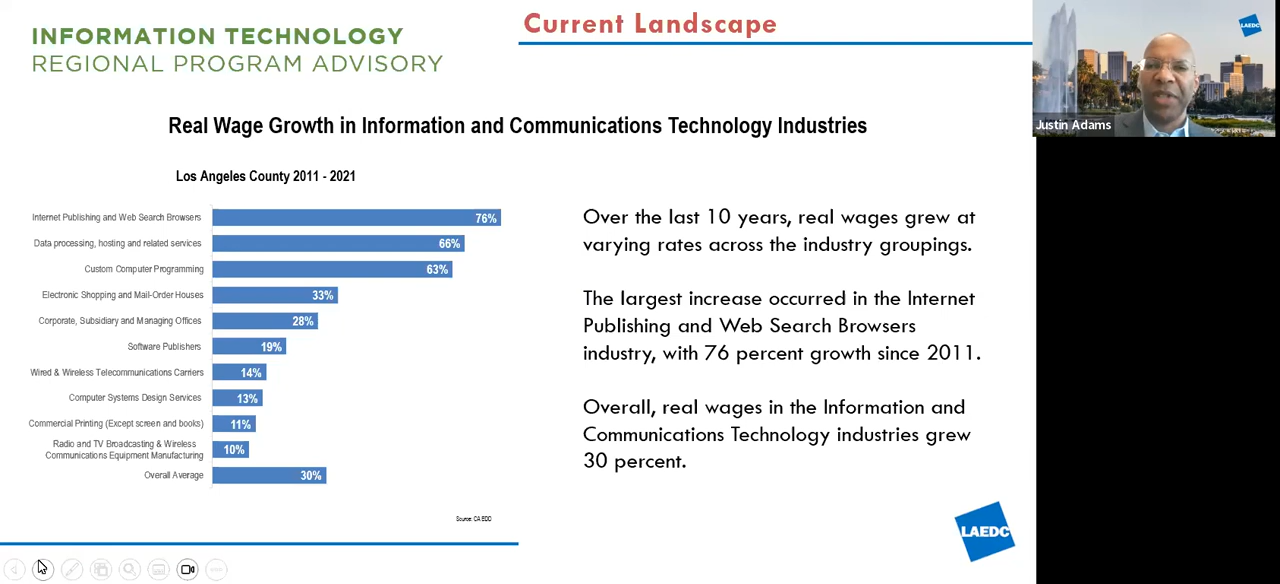 INFORMATION TECHNOLOGY
REGIONAL PROGRAM ADVISORY
Current Landscape
LAEDC
Justin Adams
Real Wage Growth in Information and Communications Technology Industries
Los Angeles County 2011 - 2021
Internet Publishing and Web Search Browsers 76%
Data processing, hosting and related services 66%
Custom Computer Programming 63%
Electronic Shopping and Mail-Order Houses 33%
Corporate, Subsidiary and Managing Offices 28%
Software Publishers 19%
Wired & Wireless Telecommunications Carriers 14%
Computer Systems Design Services 13%
Commercial Printing (Except screen and books) 11%
Radio and TV Broadcasting & Wireless
Communications Equipment Manufacturing 10%
Overall Average 30%
Source: CA EDD
Over the last 10 years, real wages grew at
varying rates across the industry groupings.
The largest increase occurred in the Internet
Publishing and Web Search Browsers
industry, with 76 percent growth since 2011.
Overall, real wages in the Information and
Communications Technology industries grew
30 percent.
LAEDC